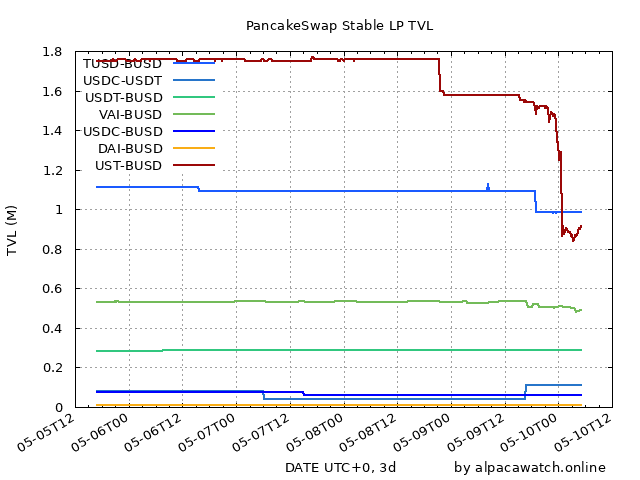 PancakeSwap Stable LP TVL
TVL (M)
1.8
1.6
1.4
1.2
1
0.8
0.6
0.4
0.2
0
TUSD-BUSD
USDC-USDT
USDT-BUSD
VAI-BUSD
USDC-BUSD
DAI-BUSD
UST-BUSD
05-05T12
05-06T00
05-06T12
05-07T00
05-07T12
05-08T00
05-08T12
05-09T00
05-09T12
05-10T00
05-10T12
DATE UTC+0, 3d
by alpacawatch.online